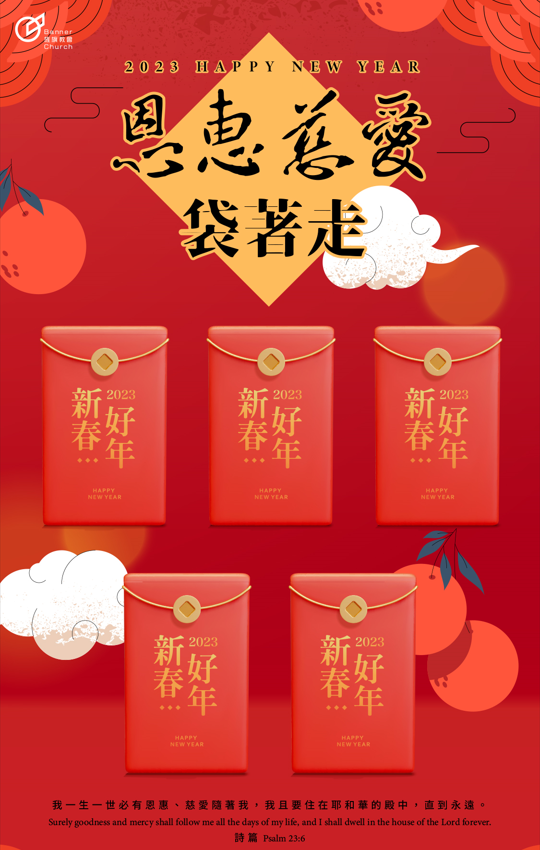 Banner
旌旗教會
Church
2023 HAPPY NEW YEAR
恩惠慈愛
袋著走
2023
新春
好年
HAPPY
NEW YEAR
2023
新春
好年
HAPPY
NEW YEAR
2023
新春
好年
HAPPY
NEW YEAR
2023
新春
好年
HAPPY
NEW YEAR
2023
新春
好年
HAPPY
NEW YEAR
我一生一世必有恩惠、慈愛隨著我，我且要住在耶和華的殿中，直到永遠。
Surely goodness and mercy shall follow me all the days of my life, and I shall dwell in the house of the Lord forever.
詩篇 Psalm 23:6